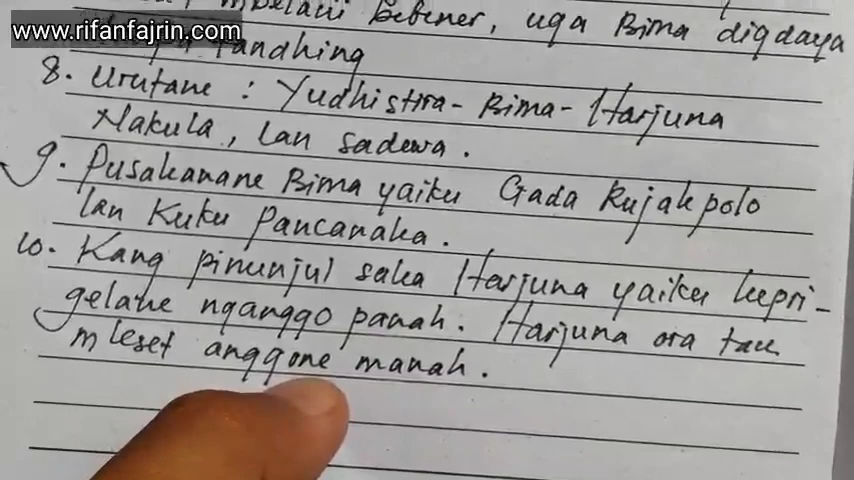 mbelani bebener, uga Bima digdaya
www.rifanfajrin.com
tandhing
8. Urutane : Yudhistira - Bima - Harjuna
Nakula, lan Sadewa.
9. Pusakanane Bima yaiku Gada Rujakpolo
lan Kuku Pancanaka.
10. Kang pinunjul saka Harjuna yaiku kepri-
gelane nganggo panah. Harjuna ora tau
mleset anggone manah.